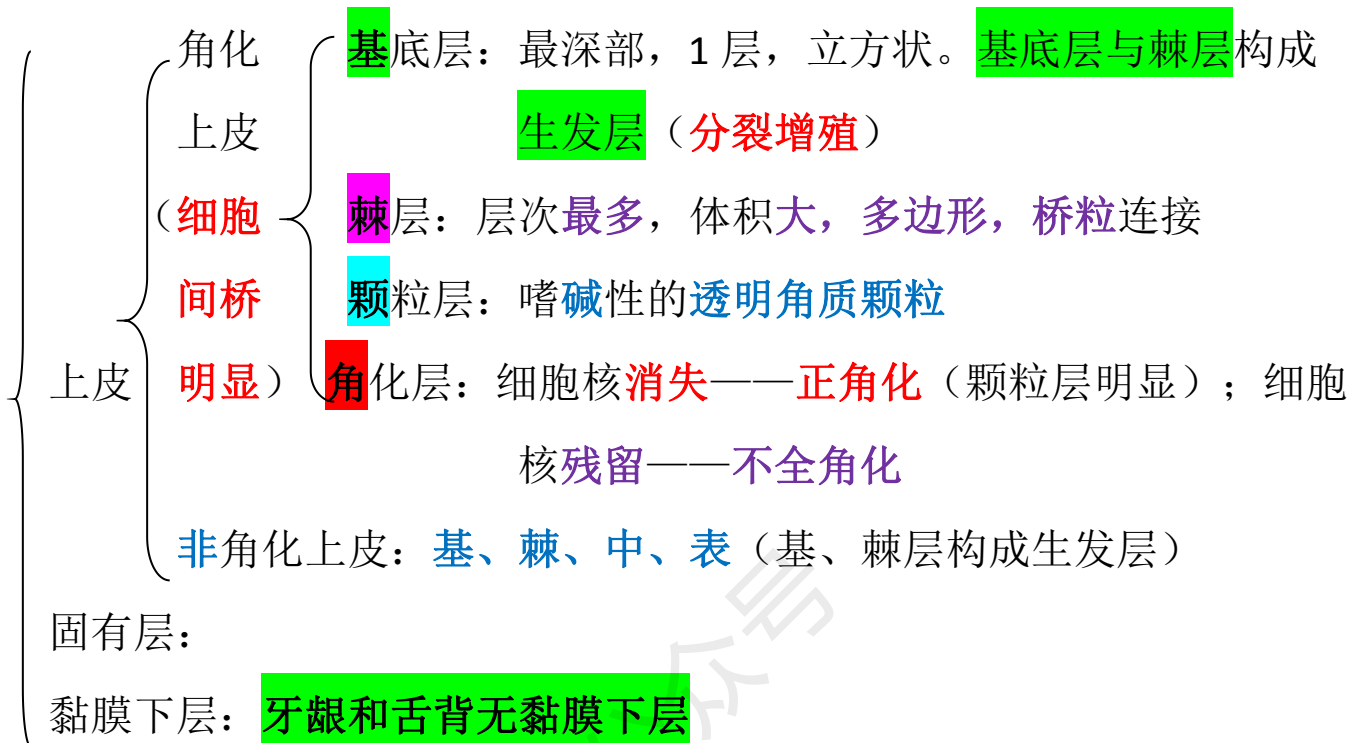 角化 基底层：最深部，1 层，立方状。基底层与棘层构成
上皮 生发层（分裂增殖）
（细胞 棘层：层次最多，体积大，多边形，桥粒连接
间桥 颗粒层：嗜碱性的透明角质颗粒
上皮 明显） 角化层：细胞核消失——正角化（颗粒层明显）；细胞
核残留——不全角化
非角化上皮：基、棘、中、表（基、棘层构成生发层）
固有层：
黏膜下层：牙龈和舌背无黏膜下层
众号